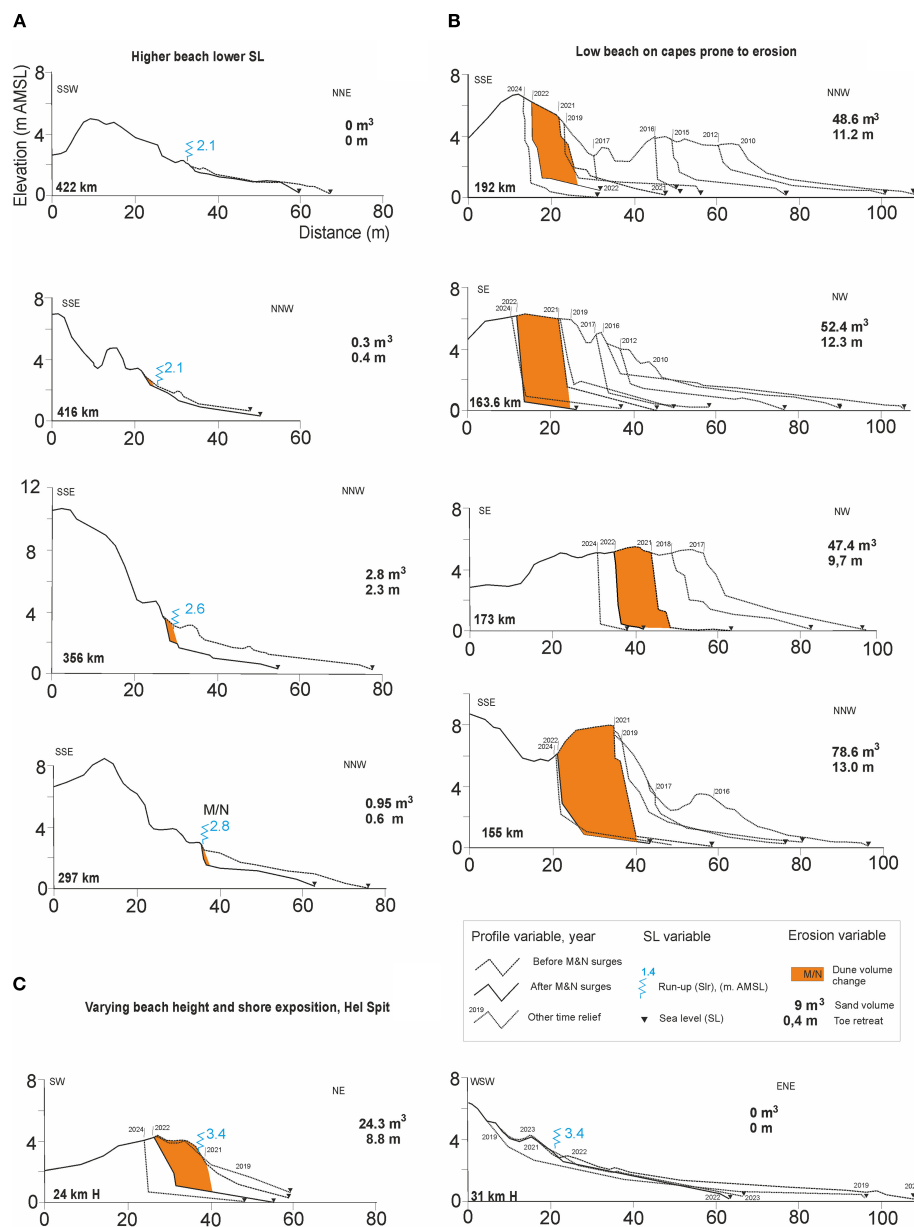 A
Higher beach lower SL
Elevation (m AMSL)
8
4
0
SSW
NNE
0 m³
0 m
2.1
422 km
0 20 40 60 80
Distance (m)
8
4
0
SSE
NNW
0.3 m³
0.4 m
2.1
416 km
0 20 40 60
12
8
4
0
SSE
NNW
2.8 m³
2.3 m
2.6
356 km
0 20 40 60 80
8
4
0
SSE
NNW
0.95 m³
0.6 m
M/N
2.8
297 km
0 20 40 60 80
B
Low beach on capes prone to erosion
8
4
0
SSE
NNW
48.6 m³
11.2 m
2024 2022 2021 2019 2017 2016 2015 2012 2010
2022 2021
192 km
0 20 40 60 80 100
8
4
0
SE
NW
52.4 m³
12.3 m
2022
2024
2021 2019 2017 2016 2012 2010
163.6 km
0 20 40 60 80 100
8
4
0
SE
NW
47.4 m³
9,7 m
2024 2022 2021 2018 2017
173 km
0 20 40 60 80 100
8
4
0
SSE
NNW
78.6 m³
13.0 m
2022
2024
2021
2019
2017 2016
155 km
0 20 40 60 80 100
Profile variable, year
Before M&N surges
After M&N surges
2019 Other time relief
SL variable
1.4
Run-up (Slr), (m. AMSL)
Sea level (SL)
Erosion variable
M/N Dune volume
change
9 m³ Sand volume
0,4 m Toe retreat
C
Varying beach height and shore exposition, Hel Spit
8
4
0
SW
NE
24.3 m³
8.8 m
2024 2022
3.4
2021
2019
24 km H
0 20 40 60 80
8
4
0
WSW
ENE
0 m³
0 m
2019 2023
3.4
2022
2019
2022 2023
31 km H
0 20 40 60 80 100